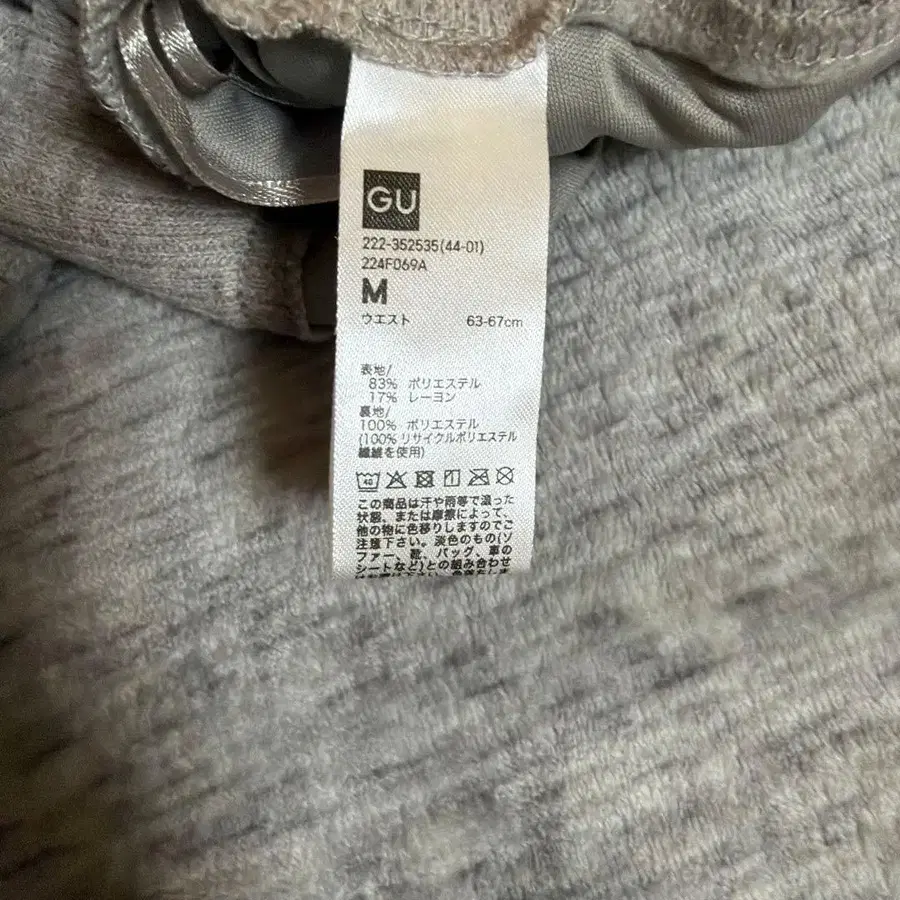 GU
222-352535(44-01)
224F069A
M
ウエスト 63-67cm
表地/
83% ポリエステル
17% レーヨン
裏地/
100% ポリエステル
(100% リサイクルポリエステル
繊維を使用)
40
この商品は汗や雨等で湿った
状態、または摩擦によって、
他の物に色移りしますのでご
注意下さい。淡色のもの(ソ
ファー、靴、バッグ、車の
シートなど)との組み合わせ